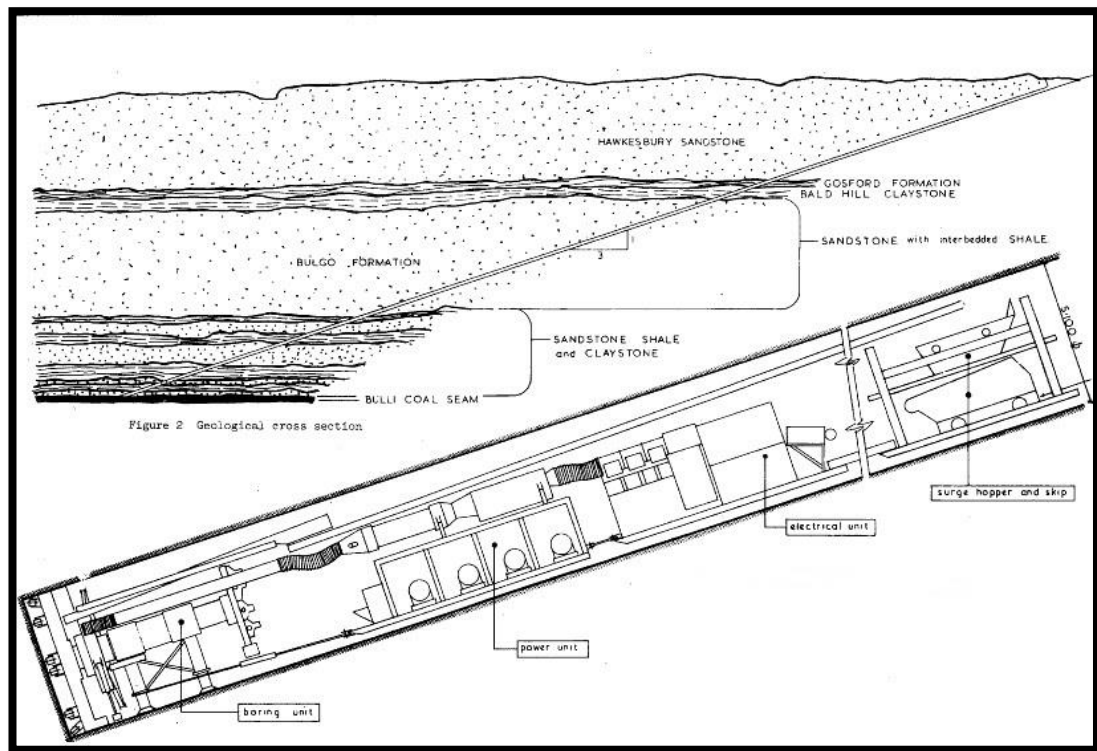 HAWKESBURY SANDSTONE
GOSFORD FORMATION
BALD HILL CLAYSTONE
1
3
SANDSTONE with interbedded SHALE
BULGO FORMATION
SANDSTONE SHALE
and CLAYSTONE
BULLI COAL SEAM
Figure 2 Geological cross section
5100
surge hopper and skip
electrical unit
power unit
boring unit